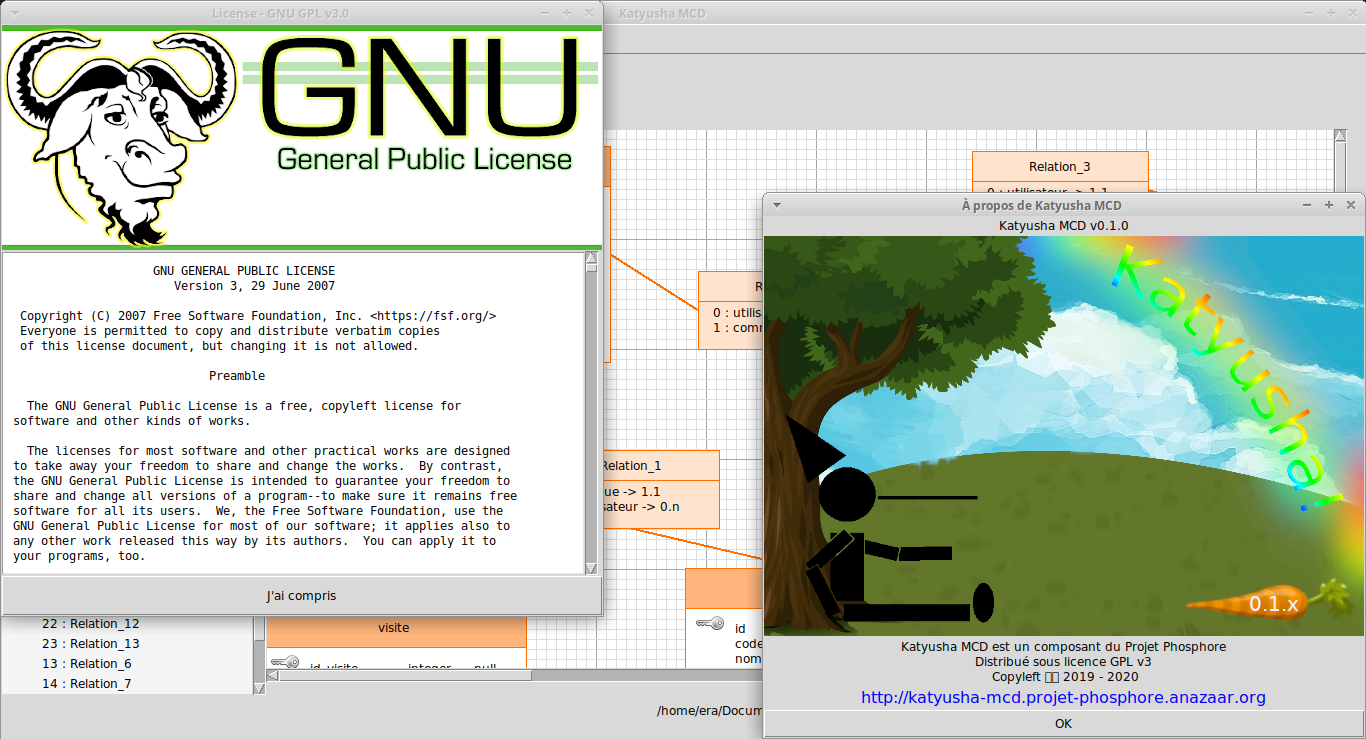 License - GNU GPL v3.0
Katyusha MCD
GNU
General Public License
GNU GENERAL PUBLIC LICENSE
Version 3, 29 June 2007
Copyright (C) 2007 Free Software Foundation, Inc. <https://fsf.org/>
Everyone is permitted to copy and distribute verbatim copies
of this license document, but changing it is not allowed.
Preamble
The GNU General Public License is a free, copyleft license for
software and other kinds of works.
The licenses for most software and other practical works are designed
to take away your freedom to share and change the works.  By contrast,
the GNU General Public License is intended to guarantee your freedom to
share and change all versions of a program--to make sure it remains free
software for all its users.  We, the Free Software Foundation, use the
GNU General Public License for most of our software; it applies also to
any other work released this way by its authors.  You can apply it to
your programs, too.
J'ai compris
22 : Relation_12
23 : Relation_13
13 : Relation_6
14 : Relation_7
visite
id_visite integer null
Relation_3
0 : utilisateur -> 1.1
R
0 : utilis
1 : comm
Relation_1
ue -> 1.1
sateur -> 0.n
id
code
nom
/home/era/Docum
À propos de Katyusha MCD
Katyusha MCD v0.1.0
Katyusha!
0.1.x
Katyusha MCD est un composant du Projet Phosphore
Distribué sous licence GPL v3
Copyleft 2019 - 2020
http://katyusha-mcd.projet-phosphore.anazaar.org
OK